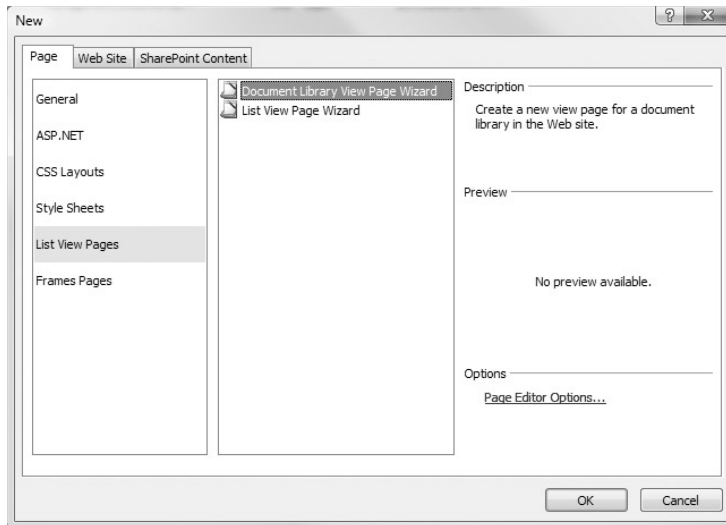 New
Page
Web Site
SharePoint Content
General
ASP.NET
CSS Layouts
Style Sheets
List View Pages
Frames Pages
Document Library View Page Wizard
List View Page Wizard
Description
Create a new view page for a document
library in the Web site.
Preview
No preview available.
Options
Page Editor Options...
OK
Cancel